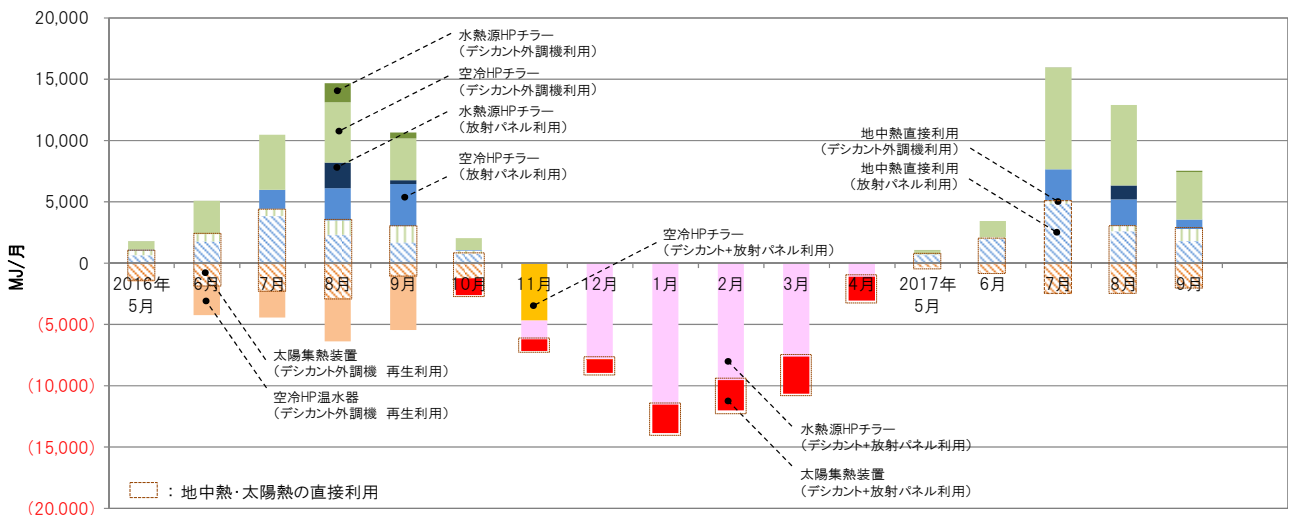 20,000
15,000
10,000
5,000
0
(5,000)
(10,000)
(15,000)
(20,000)
MJ/月
水熱源HPチラー
（デシカント外調機利用）
空冷HPチラー
（デシカント外調機利用）
水熱源HPチラー
（放射パネル利用）
空冷HPチラー
（放射パネル利用）
地中熱直接利用
（デシカント外調機利用）
地中熱直接利用
（放射パネル利用）
空冷HPチラー
（デシカント+放射パネル利用）
2016年
5月
6月
7月
8月
9月
10月
11月
12月
1月
2月
3月
4月
2017年
5月
6月
7月
8月
9月
太陽集熱装置
（デシカント外調機 再生利用）
空冷HP温水器
（デシカント外調機 再生利用）
水熱源HPチラー
（デシカント+放射パネル利用）
太陽集熱装置
（デシカント+放射パネル利用）
：地中熱・太陽熱の直接利用